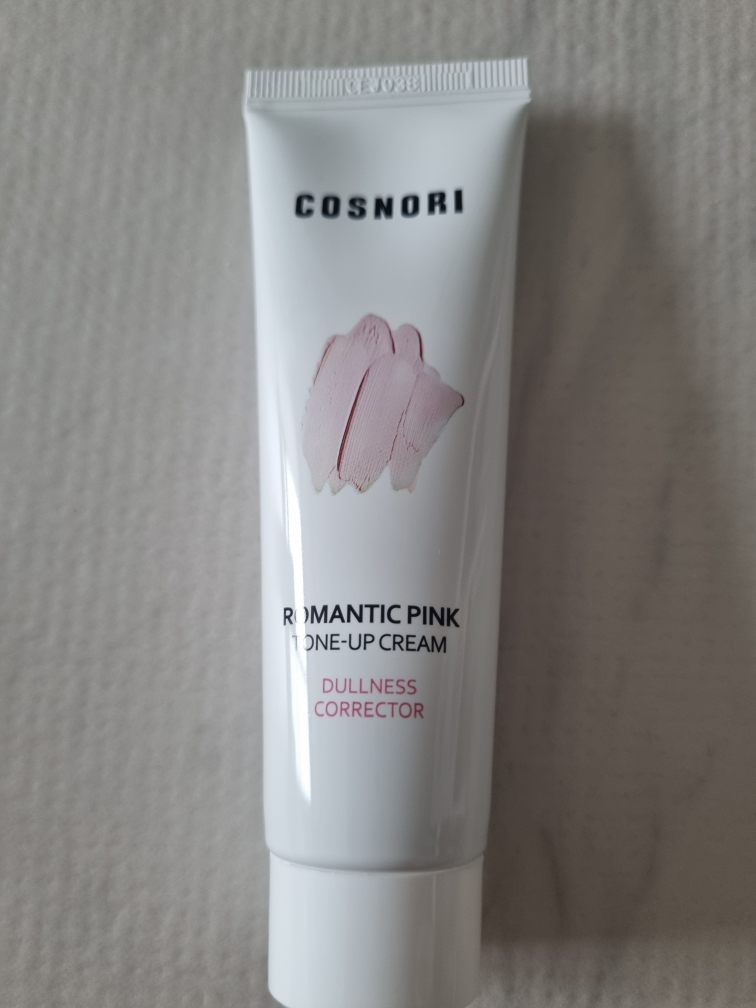 COSNORI
ROMANTIC PINK
TONE-UP CREAM
DULLNESS
CORRECTOR